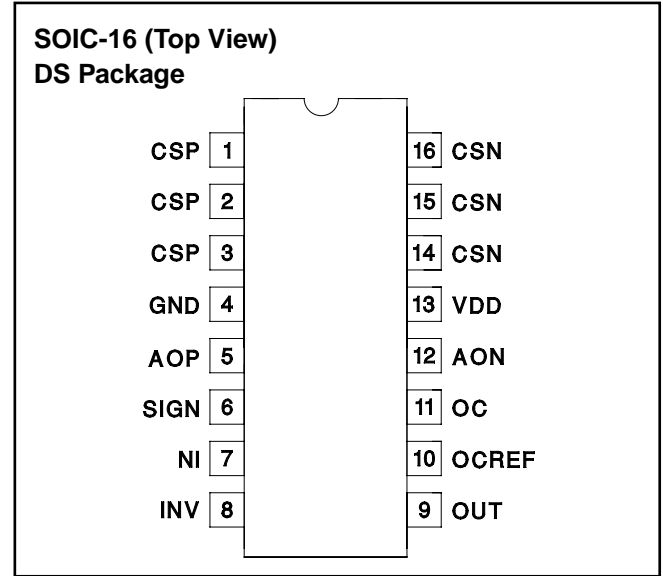 SOIC-16 (Top View)
DS Package
CSP 1 16 CSN
CSP 2 15 CSN
CSP 3 14 CSN
GND 4 13 VDD
AOP 5 12 AON
SIGN 6 11 OC
NI 7 10 OCREF
INV 8 9 OUT